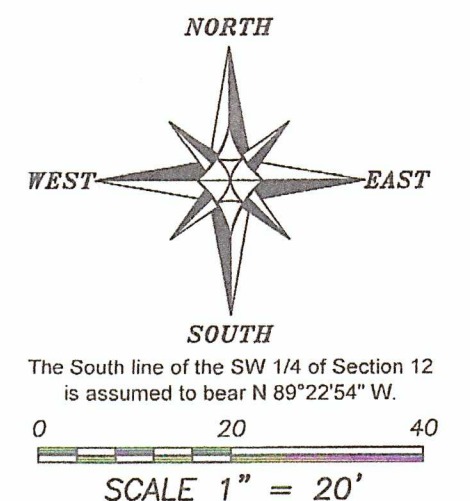 NORTH
WEST EAST
SOUTH
The South line of the SW 1/4 of Section 12
is assumed to bear N 89°22'54" W.
0 20 40
SCALE 1" = 20'